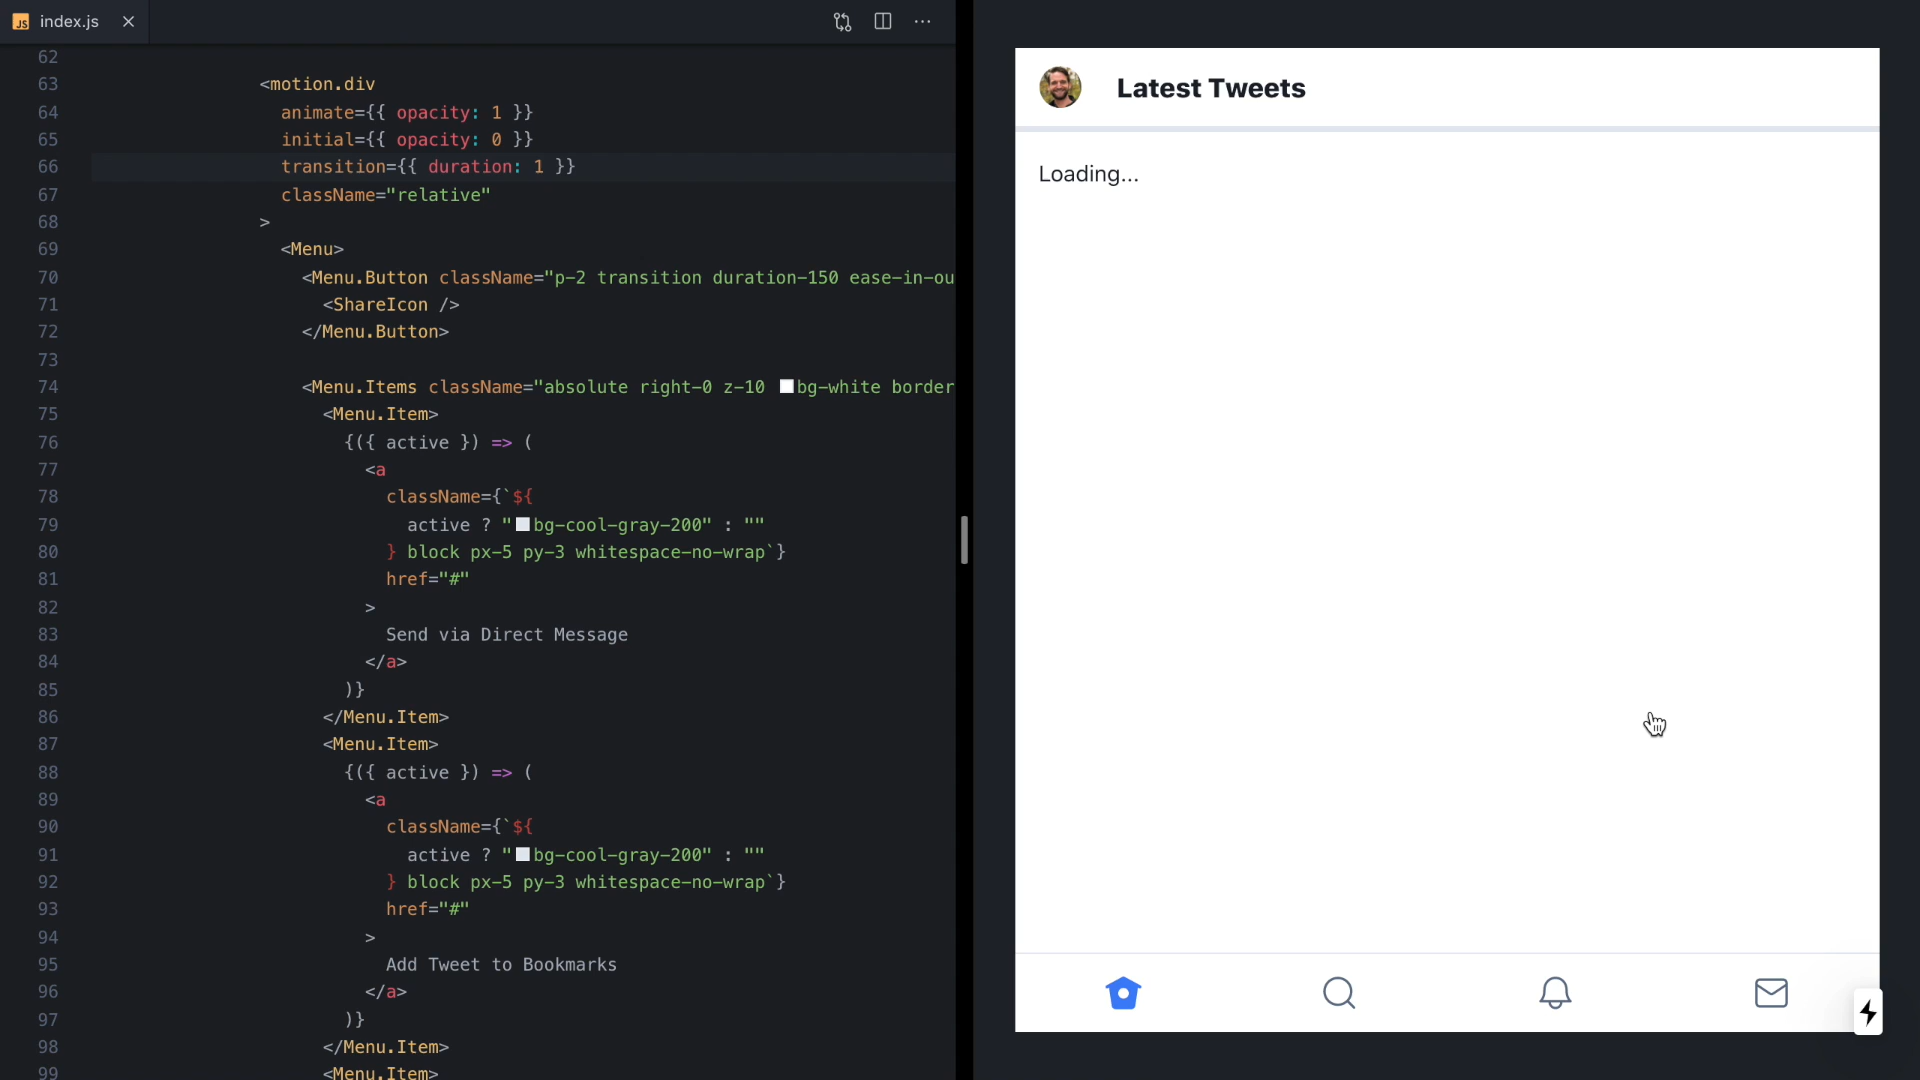 JS index.js
62
63 <motion.div
64 animate={{ opacity: 1 }}
65 initial={{ opacity: 0 }}
66 transition={{ duration: 1 }}
67 className="relative"
68 >
69 <Menu>
70 <Menu.Button className="p-2 transition duration-150 ease-in-ou
71 <ShareIcon />
72 </Menu.Button>
73
74 <Menu.Items className="absolute right-0 z-10 bg-white border
75 <Menu.Item>
76 {({ active }) => (
77 <a
78 className={`${
79 active ? "bg-cool-gray-200" : ""
80 } block px-5 py-3 whitespace-no-wrap`}
81 href="#"
82 >
83 Send via Direct Message
84 </a>
85 )}
86 </Menu.Item>
87 <Menu.Item>
88 {({ active }) => (
89 <a
90 className={`${
91 active ? "bg-cool-gray-200" : ""
92 } block px-5 py-3 whitespace-no-wrap`}
93 href="#"
94 >
95 Add Tweet to Bookmarks
96 </a>
97 )}
98 </Menu.Item>
99 <Menu.Item>
Latest Tweets
Loading...